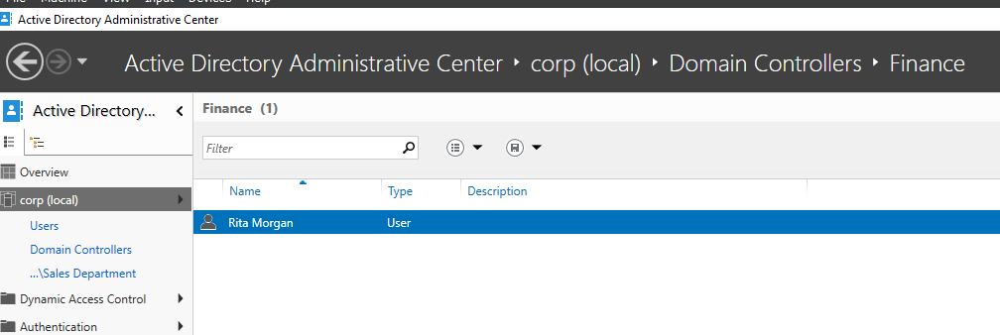 File Machine View Input Devices Help
Active Directory Administrative Center
Active Directory Administrative Center • corp (local) • Domain Controllers • Finance
Active Directory...
Finance (1)
Filter
Overview
corp (local)
Users
Domain Controllers
...\Sales Department
Dynamic Access Control
Authentication
Name Type Description
Rita Morgan User